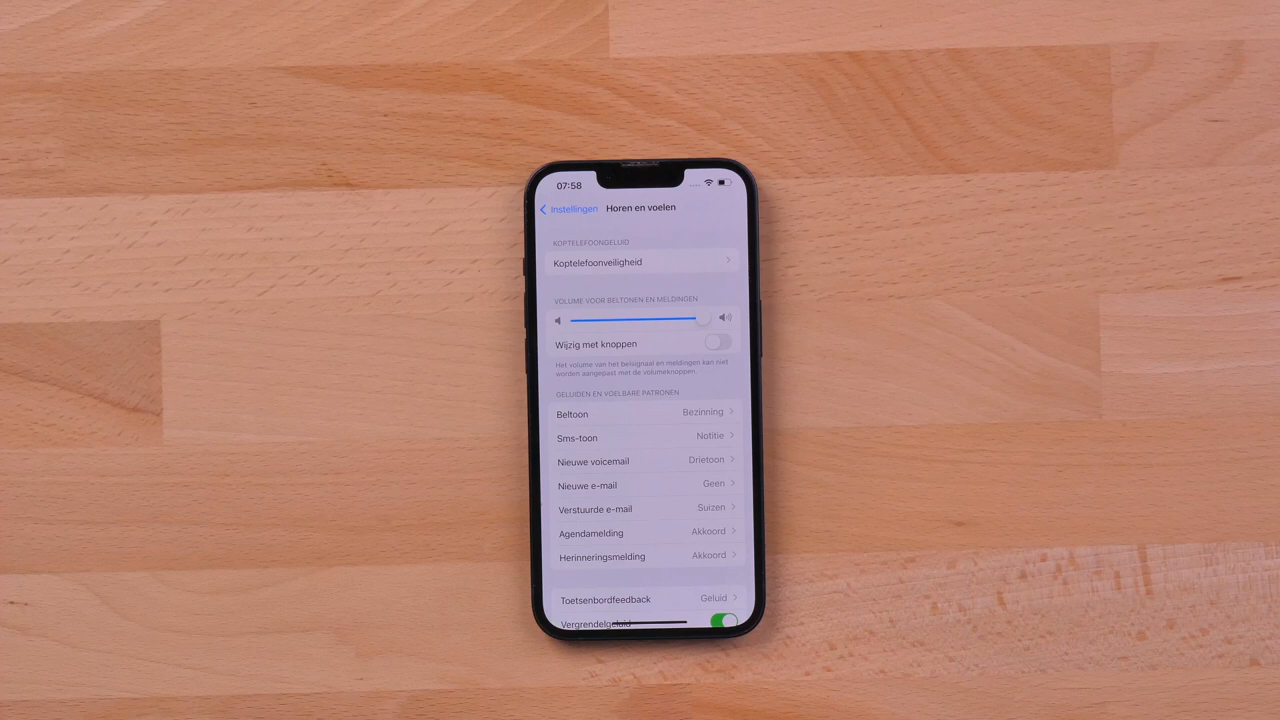 07:58
Instellingen Horen en voelen
KOPTELEFOONGELUID
Koptelefoonveiligheid
VOLUME VOOR BELTONEN EN MELDINGEN
Wijzig met knoppen
Het volume van het belsignaal en meldingen kan niet
worden aangepast met de volumeknoppen.
GELUIDEN EN VOELBARE PATRONEN
Beltoon Bezinning
Sms-toon Notitie
Nieuwe voicemail Drietoon
Nieuwe e-mail Geen
Verstuurde e-mail Suizen
Agendamelding Akkoord
Herinneringsmelding Akkoord
Toetsenbordfeedback Geluid
Vergrendelgeluid